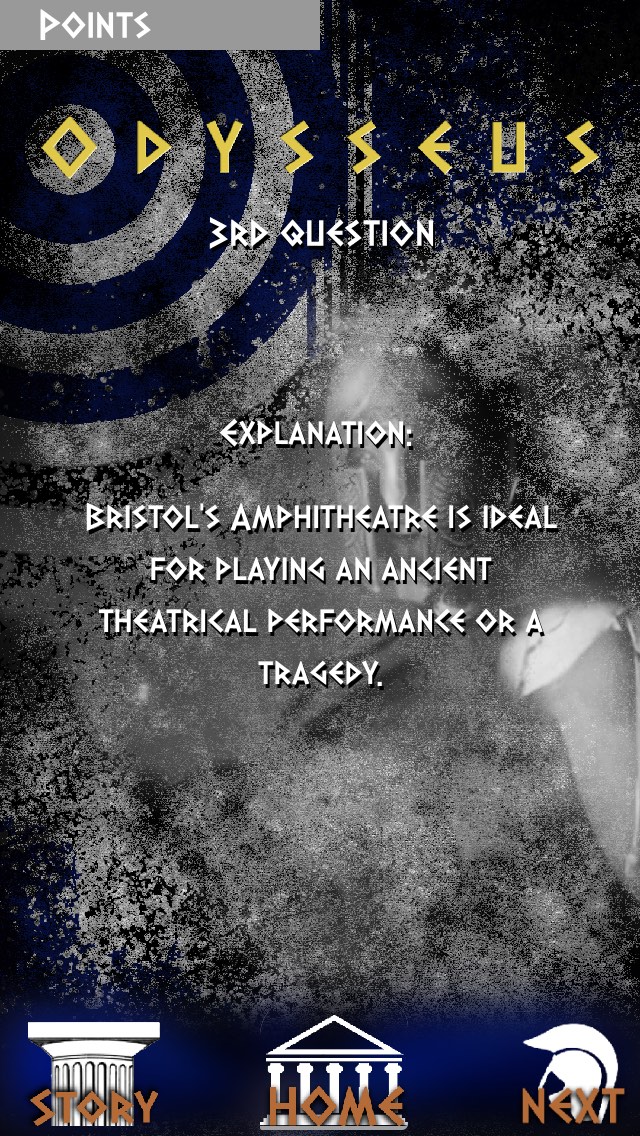 Points
ODYSSEUS
3rd question
Explanation:
Bristol's Amphitheatre is ideal
for playing an ancient
theatrical performance or a
tragedy.
STORY HOME NEXT